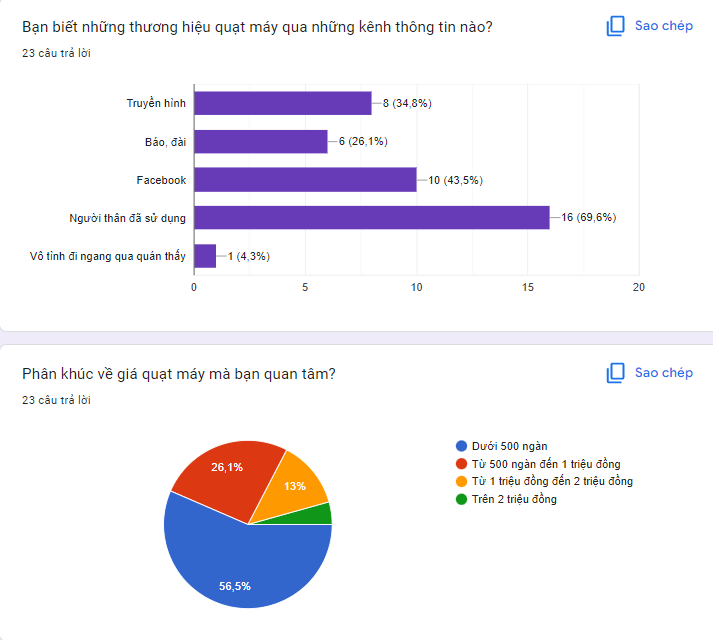 Bạn biết những thương hiệu quạt máy qua những kênh thông tin nào?
Sao chép
23 câu trả lời
Truyền hình
8 (34,8%)
Báo, đài
6 (26,1%)
Facebook
10 (43,5%)
Người thân đã sử dụng
16 (69,6%)
Vô tình đi ngang qua quán thấy
1 (4,3%)
0 5 10 15 20
Phân khúc về giá quạt máy mà bạn quan tâm?
Sao chép
23 câu trả lời
26,1%
13%
56,5%
Dưới 500 ngàn
Từ 500 ngàn đến 1 triệu đồng
Từ 1 triệu đồng đến 2 triệu đồng
Trên 2 triệu đồng